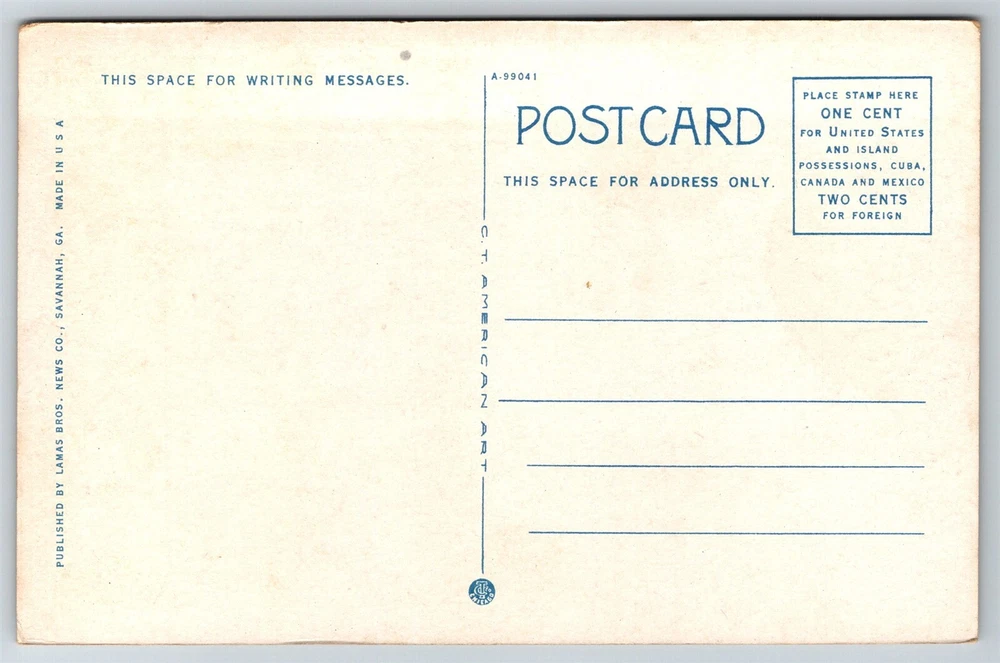 THIS SPACE FOR WRITING MESSAGES.
A-99041
POSTCARD
THIS SPACE FOR ADDRESS ONLY.
PLACE STAMP HERE
ONE CENT
FOR UNITED STATES
AND ISLAND
POSSESSIONS, CUBA,
CANADA AND MEXICO
TWO CENTS
FOR FOREIGN
PUBLISHED BY LAMAS BROS. NEWS CO., SAVANNAH, GA. MADE IN U S A
C.T. AMERICAN ART
CHICAGO